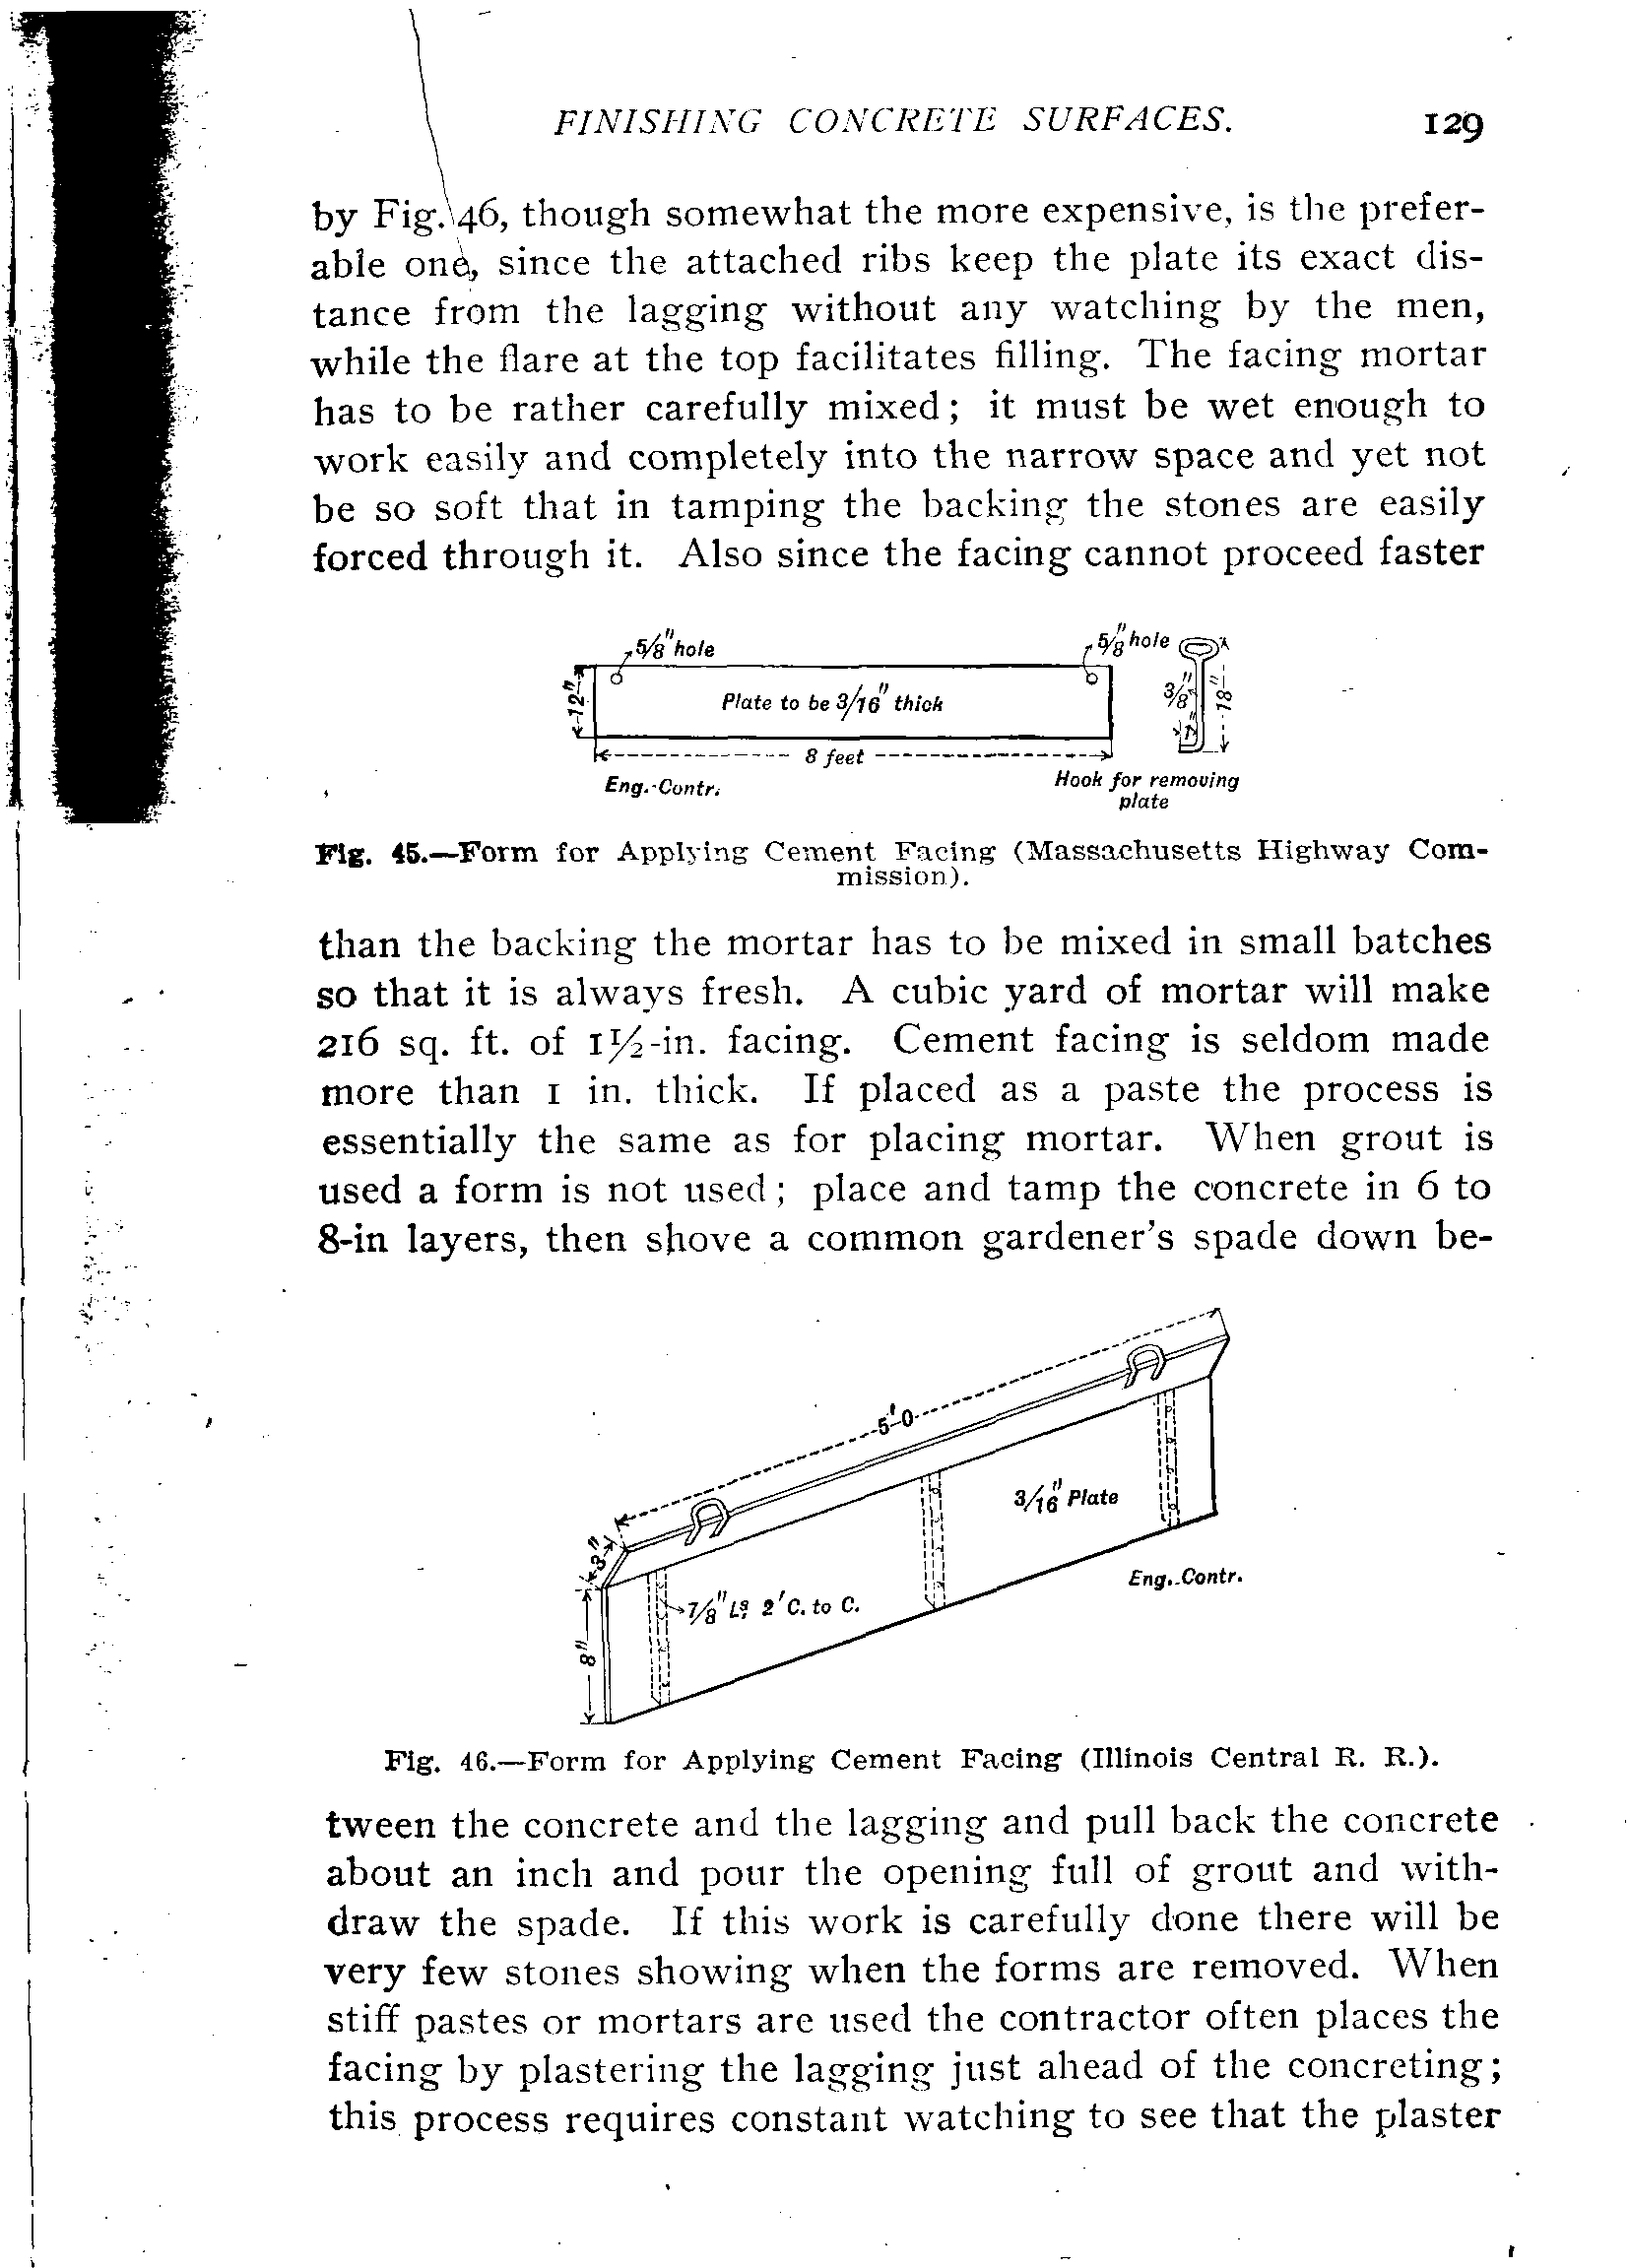 FINISHING CONCRETE SURFACES. 129
by Fig. 46, though somewhat the more expensive, is the prefer-
able one, since the attached ribs keep the plate its exact dis-
tance from the lagging without any watching by the men,
while the flare at the top facilitates filling. The facing mortar
has to be rather carefully mixed; it must be wet enough to
work easily and completely into the narrow space and yet not
be so soft that in tamping the backing the stones are easily
forced through it. Also since the facing cannot proceed faster
5/8" hole
5/8" hole
12"
Plate to be 3/16" thick
3/8"
18"
1"
8 feet
Eng.-Contr.
Hook for removing
plate
Fig. 45.—Form for Applying Cement Facing (Massachusetts Highway Com-
mission).
than the backing the mortar has to be mixed in small batches
so that it is always fresh. A cubic yard of mortar will make
216 sq. ft. of 1½-in. facing. Cement facing is seldom made
more than 1 in. thick. If placed as a paste the process is
essentially the same as for placing mortar. When grout is
used a form is not used; place and tamp the concrete in 6 to
8-in layers, then shove a common gardener's spade down be-
5'-0
3/16" Plate
3"
Eng.-Contr.
7/8" Ls 2' C. to C.
8"
Fig. 46.—Form for Applying Cement Facing (Illinois Central R. R.).
tween the concrete and the lagging and pull back the concrete
about an inch and pour the opening full of grout and with-
draw the spade. If this work is carefully done there will be
very few stones showing when the forms are removed. When
stiff pastes or mortars are used the contractor often places the
facing by plastering the lagging just ahead of the concreting;
this process requires constant watching to see that the plaster